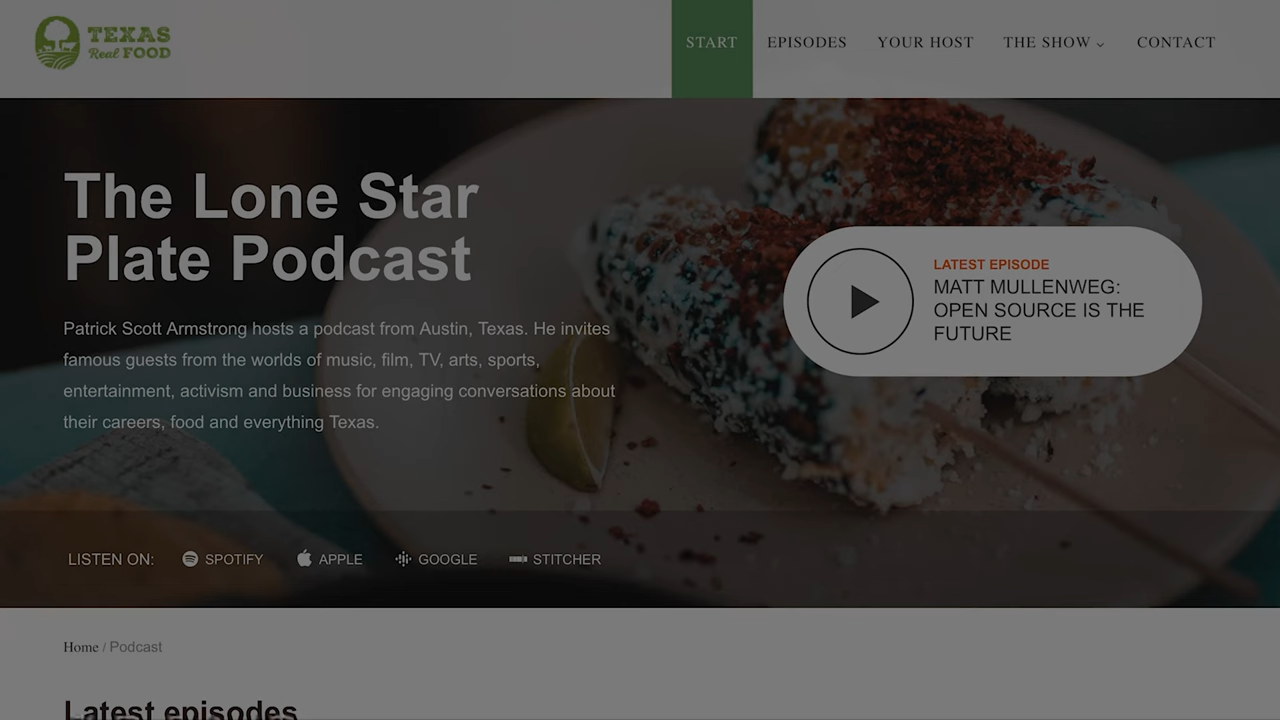 TEXAS
Real FOOD
START EPISODES YOUR HOST THE SHOW CONTACT
The Lone Star
Plate Podcast
Patrick Scott Armstrong hosts a podcast from Austin, Texas. He invites
famous guests from the worlds of music, film, TV, arts, sports,
entertainment, activism and business for engaging conversations about
their careers, food and everything Texas.
LATEST EPISODE
MATT MULLENWEG:
OPEN SOURCE IS THE
FUTURE
LISTEN ON: SPOTIFY APPLE GOOGLE STITCHER
Home / Podcast
Latest episodes